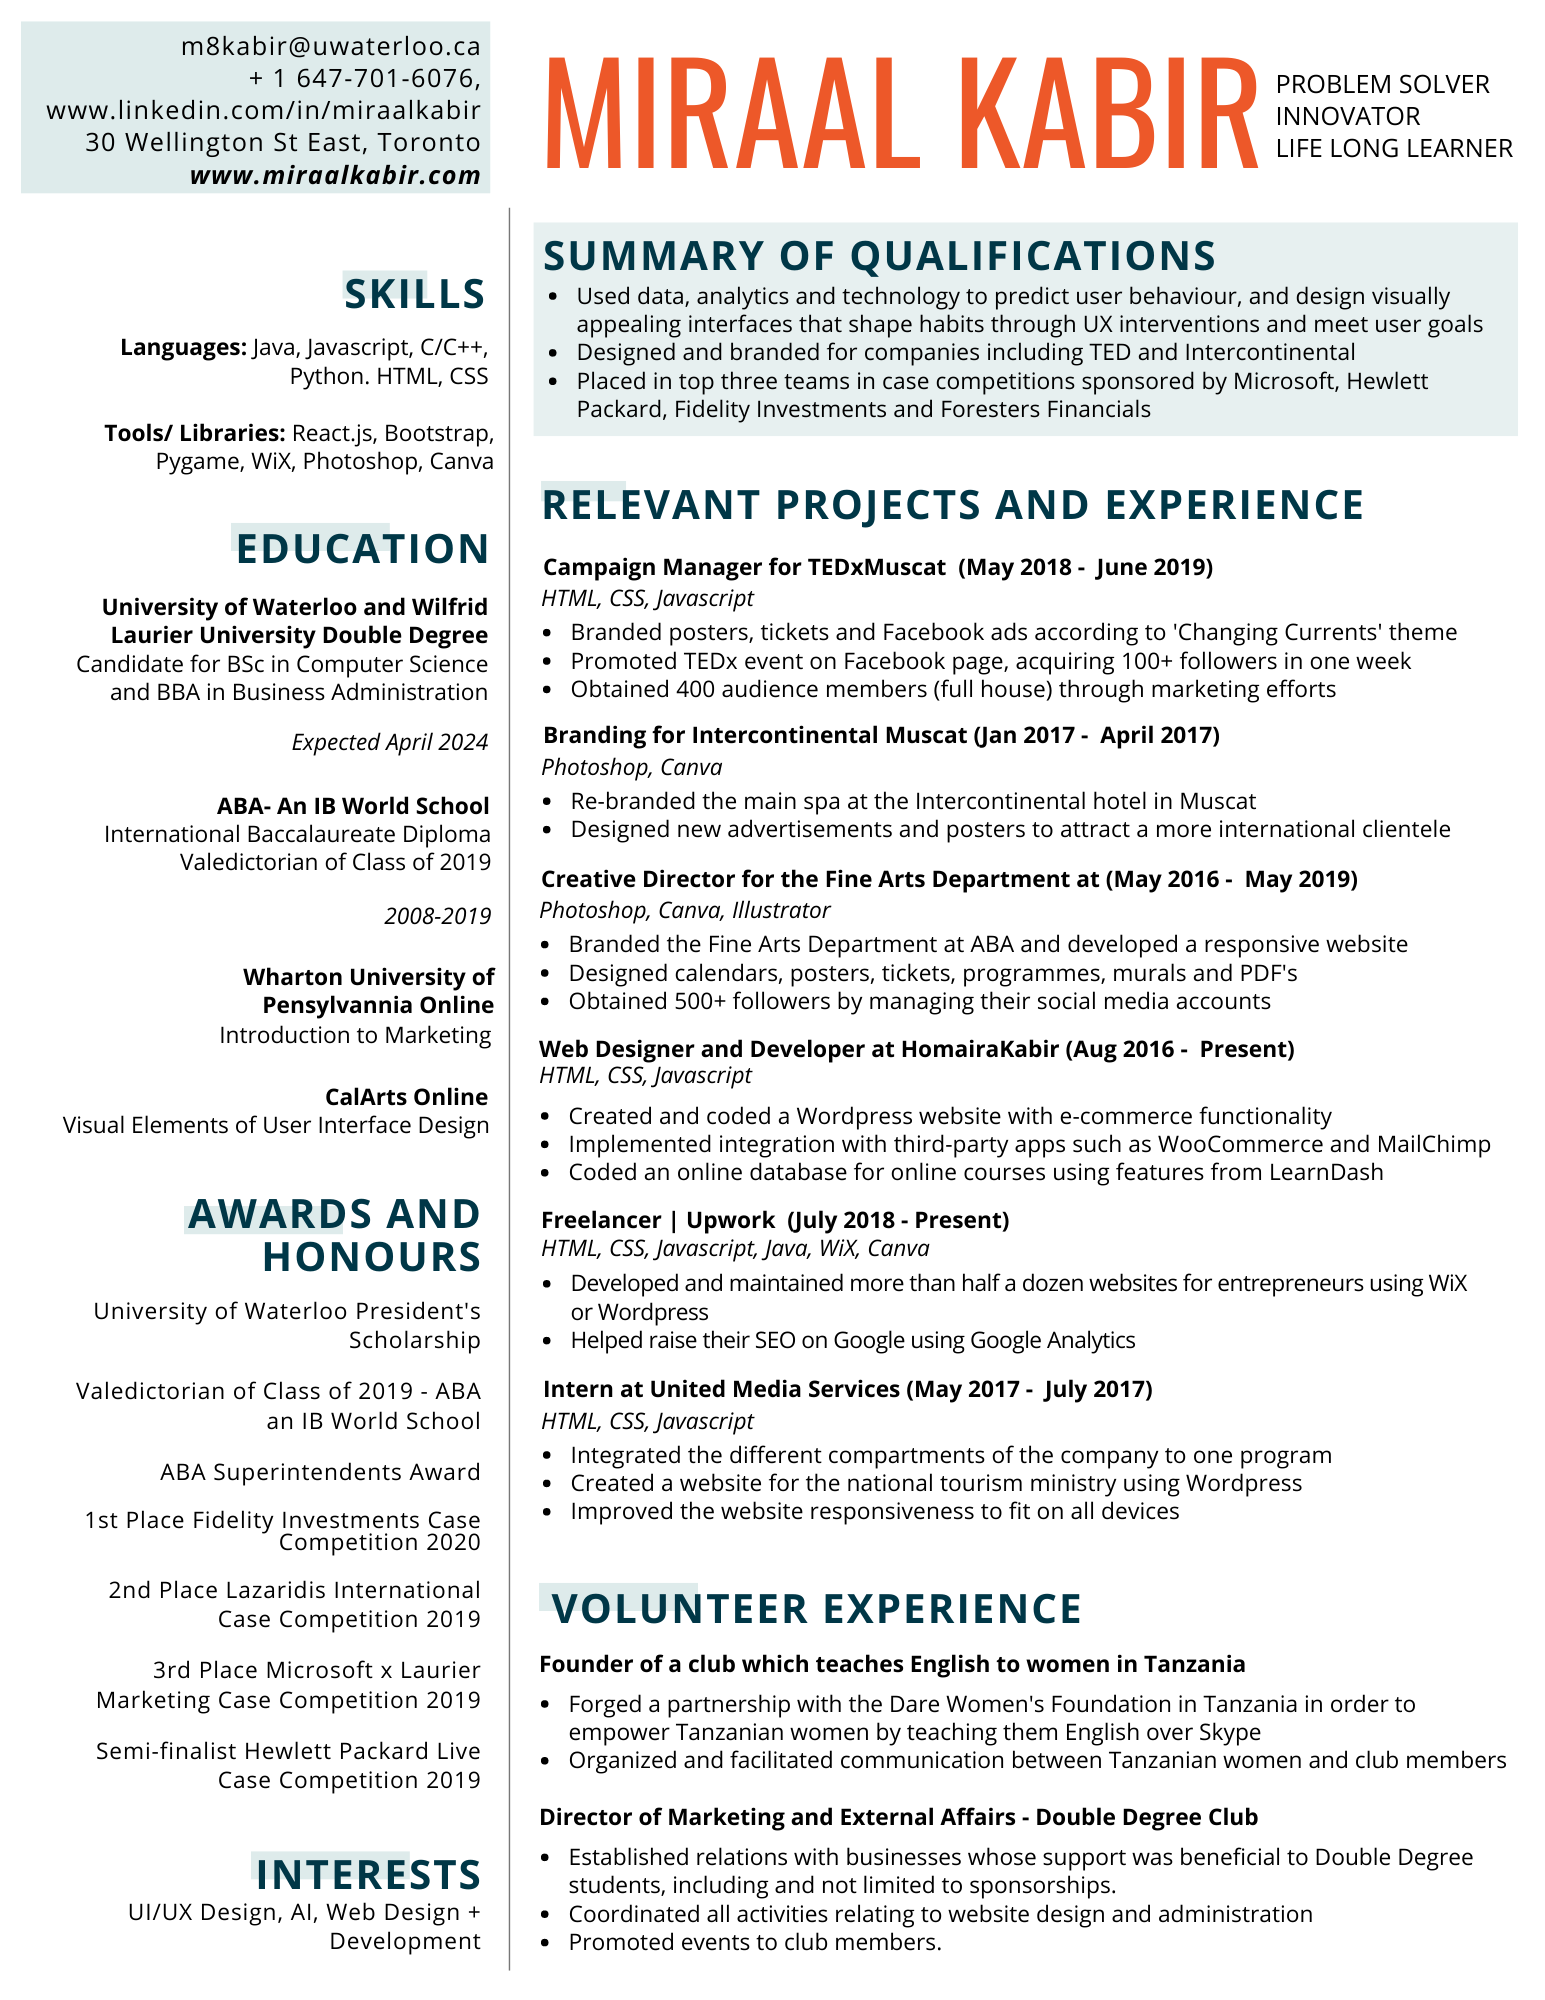 m8kabir@uwaterloo.ca
+ 1 647-701-6076,
www.linkedin.com/in/miraalkabir
30 Wellington St East, Toronto
www.miraalkabir.com
MIRAAL KABIR
PROBLEM SOLVER
INNOVATOR
LIFE LONG LEARNER
SKILLS
Languages: Java, Javascript, C/C++,
Python. HTML, CSS
Tools/ Libraries: React.js, Bootstrap,
Pygame, WiX, Photoshop, Canva
EDUCATION
University of Waterloo and Wilfrid
Laurier University Double Degree
Candidate for BSc in Computer Science
and BBA in Business Administration
Expected April 2024
ABA- An IB World School
International Baccalaureate Diploma
Valedictorian of Class of 2019
2008-2019
Wharton University of
Pensylvannia Online
Introduction to Marketing
CalArts Online
Visual Elements of User Interface Design
AWARDS AND
HONOURS
University of Waterloo President's
Scholarship
Valedictorian of Class of 2019 - ABA
an IB World School
ABA Superintendents Award
1st Place Fidelity Investments Case
Competition 2020
2nd Place Lazaridis International
Case Competition 2019
3rd Place Microsoft x Laurier
Marketing Case Competition 2019
Semi-finalist Hewlett Packard Live
Case Competition 2019
INTERESTS
UI/UX Design, AI, Web Design +
Development
SUMMARY OF QUALIFICATIONS
• Used data, analytics and technology to predict user behaviour, and design visually
appealing interfaces that shape habits through UX interventions and meet user goals
• Designed and branded for companies including TED and Intercontinental
• Placed in top three teams in case competitions sponsored by Microsoft, Hewlett
Packard, Fidelity Investments and Foresters Financials
RELEVANT PROJECTS AND EXPERIENCE
Campaign Manager for TEDxMuscat (May 2018 - June 2019)
HTML, CSS, Javascript
• Branded posters, tickets and Facebook ads according to 'Changing Currents' theme
• Promoted TEDx event on Facebook page, acquiring 100+ followers in one week
• Obtained 400 audience members (full house) through marketing efforts
Branding for Intercontinental Muscat (Jan 2017 - April 2017)
Photoshop, Canva
• Re-branded the main spa at the Intercontinental hotel in Muscat
• Designed new advertisements and posters to attract a more international clientele
Creative Director for the Fine Arts Department at (May 2016 - May 2019)
Photoshop, Canva, Illustrator
• Branded the Fine Arts Department at ABA and developed a responsive website
• Designed calendars, posters, tickets, programmes, murals and PDF's
• Obtained 500+ followers by managing their social media accounts
Web Designer and Developer at HomairaKabir (Aug 2016 - Present)
HTML, CSS, Javascript
• Created and coded a Wordpress website with e-commerce functionality
• Implemented integration with third-party apps such as WooCommerce and MailChimp
• Coded an online database for online courses using features from LearnDash
Freelancer | Upwork (July 2018 - Present)
HTML, CSS, Javascript, Java, WiX, Canva
• Developed and maintained more than half a dozen websites for entrepreneurs using WiX
or Wordpress
• Helped raise their SEO on Google using Google Analytics
Intern at United Media Services (May 2017 - July 2017)
HTML, CSS, Javascript
• Integrated the different compartments of the company to one program
• Created a website for the national tourism ministry using Wordpress
• Improved the website responsiveness to fit on all devices
VOLUNTEER EXPERIENCE
Founder of a club which teaches English to women in Tanzania
• Forged a partnership with the Dare Women's Foundation in Tanzania in order to
empower Tanzanian women by teaching them English over Skype
• Organized and facilitated communication between Tanzanian women and club members
Director of Marketing and External Affairs - Double Degree Club
• Established relations with businesses whose support was beneficial to Double Degree
students, including and not limited to sponsorships.
• Coordinated all activities relating to website design and administration
• Promoted events to club members.